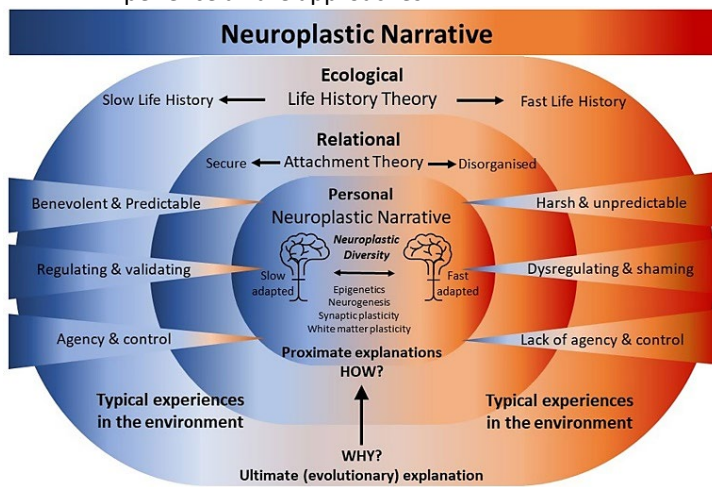 Neuroplastic Narrative
Ecological
Slow Life History
Life History Theory
Fast Life History
Relational
Secure
Attachment Theory
Disorganised
Personal
Neuroplastic Narrative
Benevolent & Predictable
Harsh & unpredictable
Neuroplastic
Diversity
Regulating & validating
Slow
adapted
Fast
adapted
Dysregulating & shaming
Epigenetics
Neurogenesis
Synaptic plasticity
White matter plasticity
Agency & control
Lack of agency & control
Proximate explanations
HOW?
Typical experiences
in the environment
Typical experiences
in the environment
WHY?
Ultimate (evolutionary) explanation